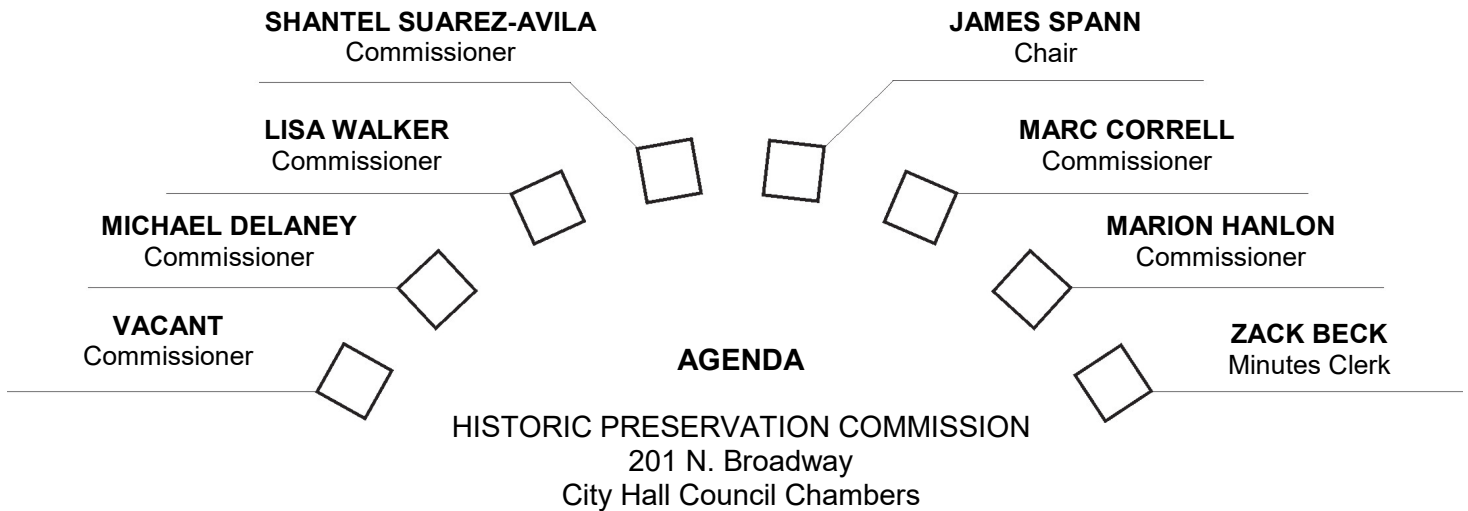 SHANTEL SUAREZ-AVILA
Commissioner
JAMES SPANN
Chair
LISA WALKER
Commissioner
MARC CORRELL
Commissioner
MICHAEL DELANEY
Commissioner
MARION HANLON
Commissioner
VACANT
Commissioner
ZACK BECK
Minutes Clerk
AGENDA
HISTORIC PRESERVATION COMMISSION
201 N. Broadway
City Hall Council Chambers